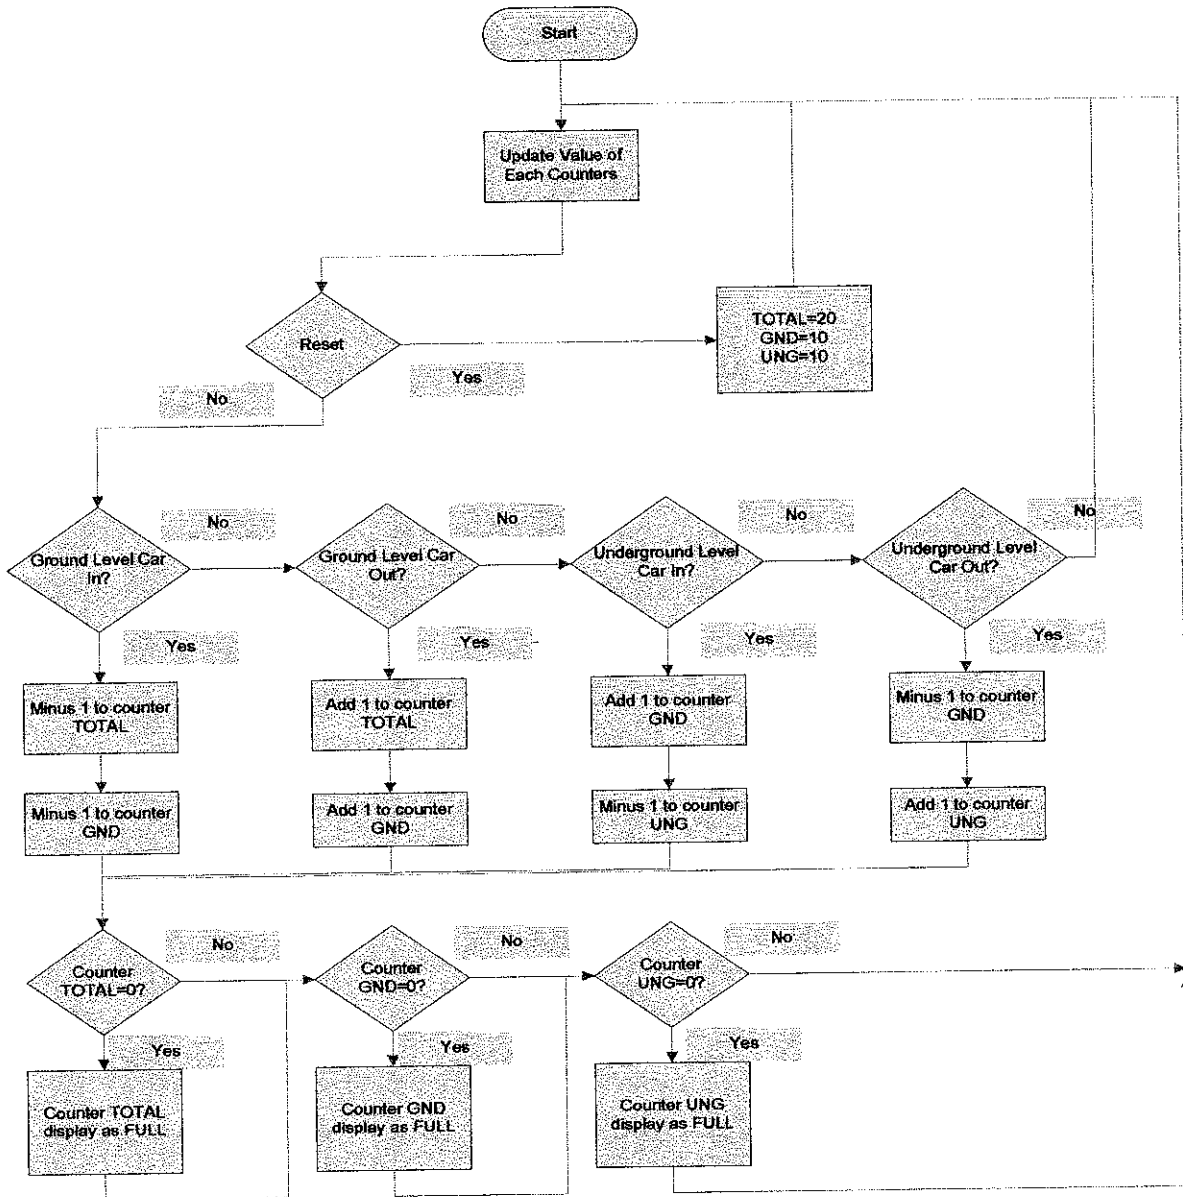 Start
Update Value of
Each Counters
Reset
TOTAL=20
GND=10
UNG=10
Yes
No
No
No
No
No
Ground Level Car
In?
Ground Level Car
Out?
Underground Level
Car In?
Underground Level
Car Out?
Yes
Yes
Yes
Yes
Minus 1 to counter
TOTAL
Add 1 to counter
TOTAL
Add 1 to counter
GND
Minus 1 to counter
GND
Minus 1 to counter
GND
Add 1 to counter
GND
Minus 1 to counter
UNG
Add 1 to counter
UNG
No
No
No
Counter
TOTAL=0?
Counter
GND=0?
Counter
UNG=0?
Yes
Yes
Yes
Counter TOTAL
display as FULL
Counter GND
display as FULL
Counter UNG
display as FULL